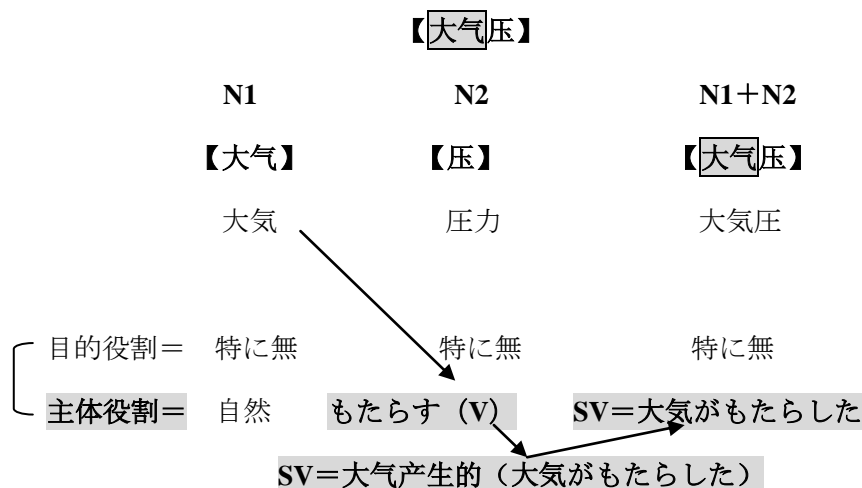 【大气压】
N1 N2 N1＋N2
【大气】 【压】 【大气压】
大気 圧力 大気圧
目的役割＝ 特に無 特に無 特に無
主体役割＝ 自然 もたらす（V） SV＝大気がもたらした
SV＝大气产生的（大気がもたらした）